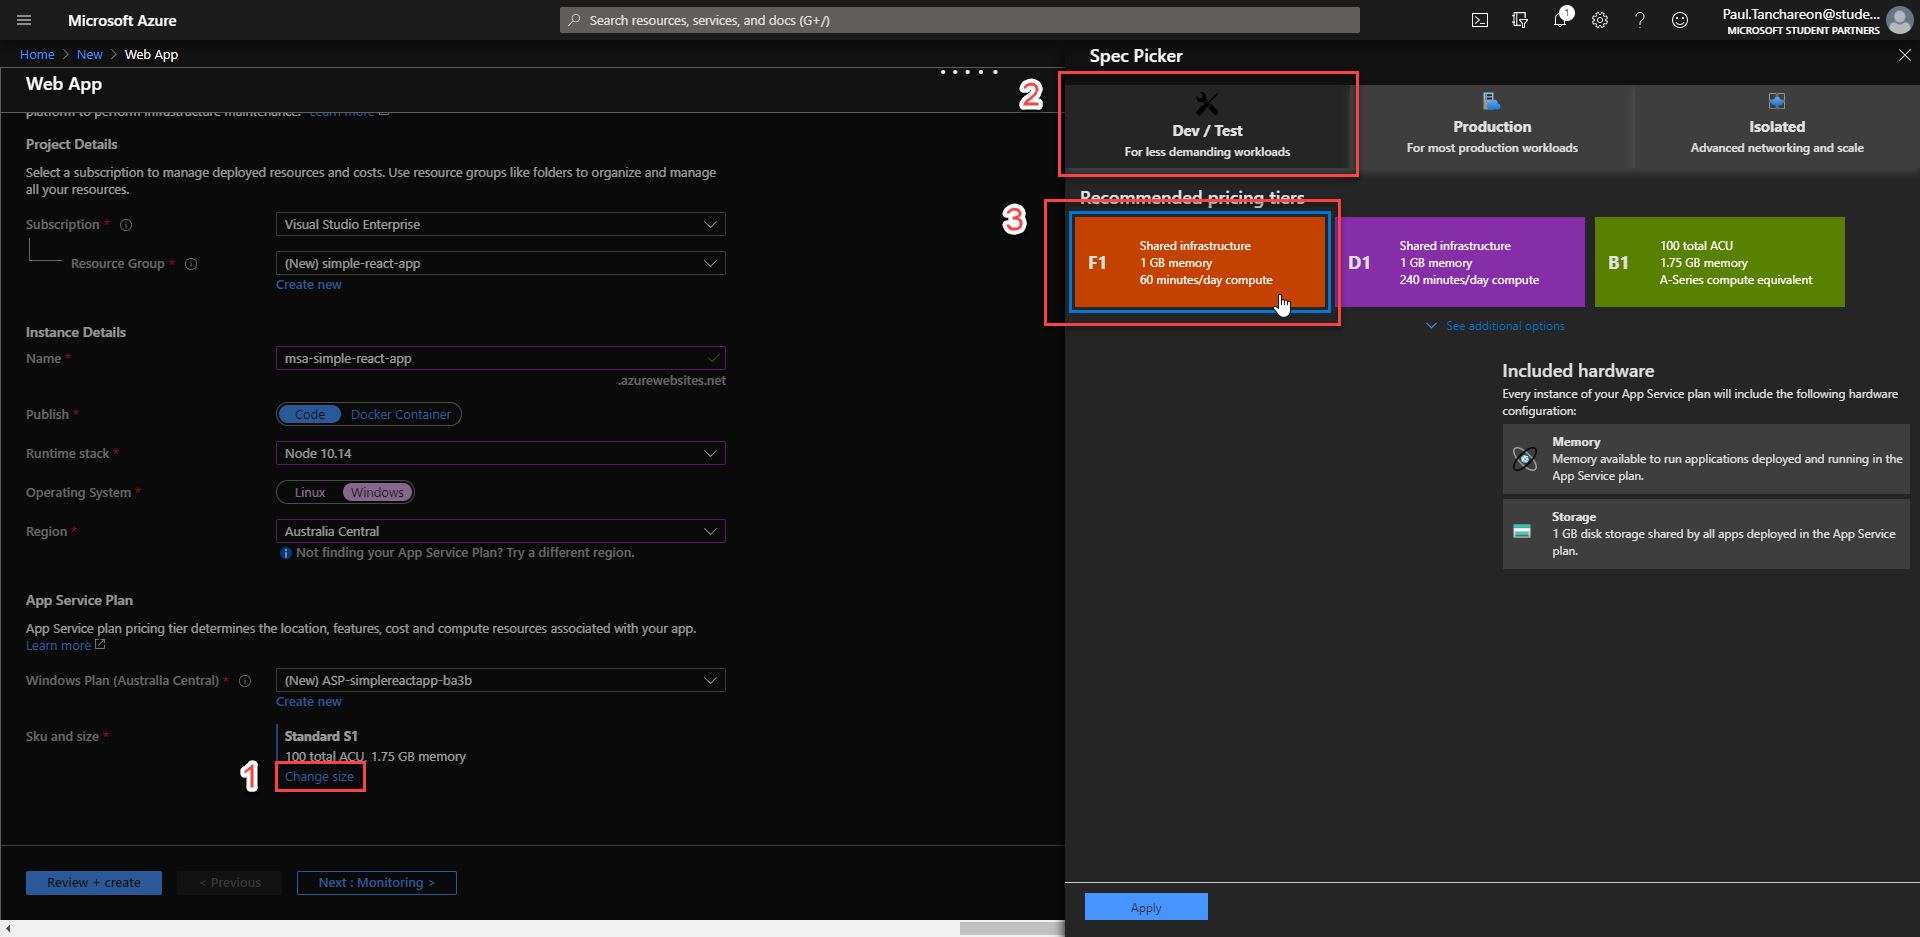 Microsoft Azure
Search resources, services, and docs (G+/)
1
Paul.Tanchareon@stude...
MICROSOFT STUDENT PARTNERS
Home > New > Web App
Web App
platform to perform infrastructure maintenance. Learn more
Project Details
Select a subscription to manage deployed resources and costs. Use resource groups like folders to organize and manage
all your resources.
Subscription *
Visual Studio Enterprise
Resource Group *
(New) simple-react-app
Create new
Instance Details
Name *
msa-simple-react-app
.azurewebsites.net
Publish *
Code
Docker Container
Runtime stack *
Node 10.14
Operating System *
Linux
Windows
Region *
Australia Central
Not finding your App Service Plan? Try a different region.
App Service Plan
App Service plan pricing tier determines the location, features, cost and compute resources associated with your app.
Learn more
Windows Plan (Australia Central) *
(New) ASP-simplereactapp-ba3b
Create new
Sku and size *
Standard S1
100 total ACU, 1.75 GB memory
1
Change size
Review + create
< Previous
Next : Monitoring >
Spec Picker
2
Dev / Test
For less demanding workloads
Production
For most production workloads
Isolated
Advanced networking and scale
Recommended pricing tiers
3
F1
Shared infrastructure
1 GB memory
60 minutes/day compute
D1
Shared infrastructure
1 GB memory
240 minutes/day compute
B1
100 total ACU
1.75 GB memory
A-Series compute equivalent
See additional options
Included hardware
Every instance of your App Service plan will include the following hardware
configuration:
Memory
Memory available to run applications deployed and running in the
App Service plan.
Storage
1 GB disk storage shared by all apps deployed in the App Service
plan.
Apply